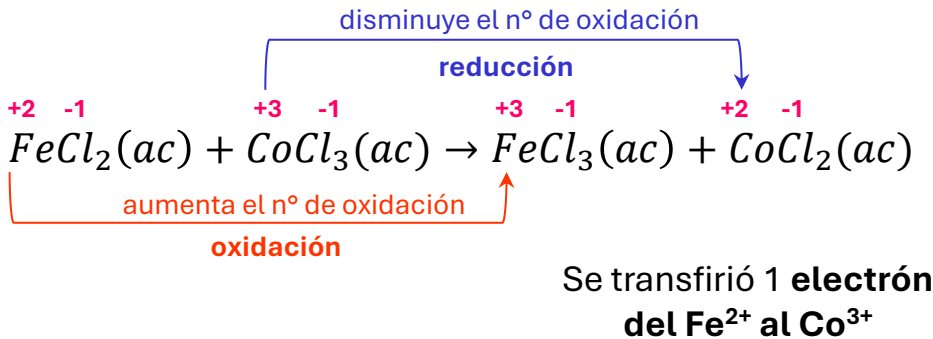 disminuye el n° de oxidación
reducción
+2 -1 +3 -1 +3 -1 +2 -1
FeCl₂(ac) + CoCl₃(ac) → FeCl₃(ac) + CoCl₂(ac)
aumenta el n° de oxidación
oxidación
Se transfirió 1 electrón
del Fe²⁺ al Co³⁺